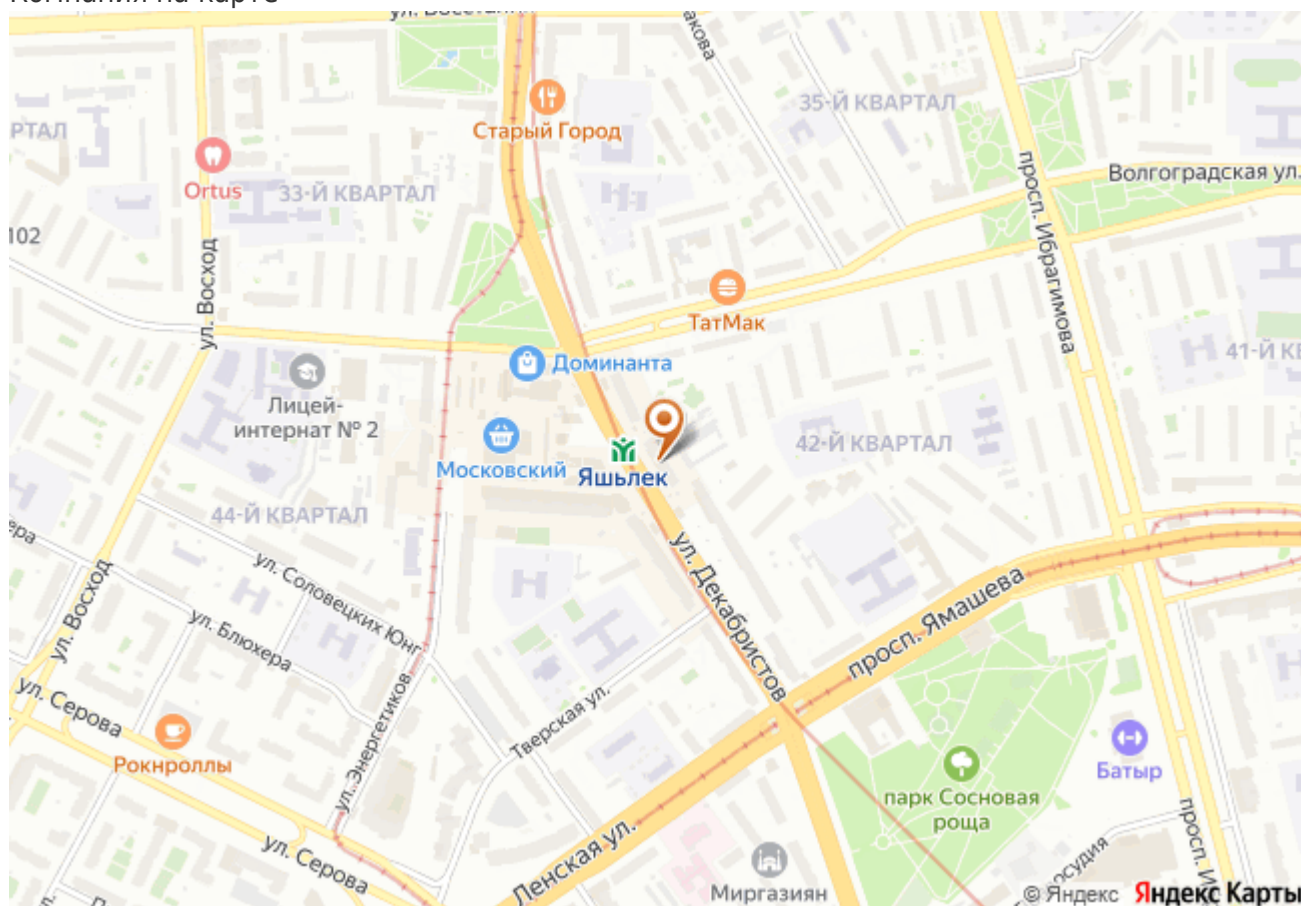 Компания на карте
ул. Восстания
Старый Город
35-Й КВАРТАЛ
Ortus
33-Й КВАРТАЛ
Волгоградская ул.
просп. Ибрагимова
102
ул. Восход
ТатМак
Доминанта
41-Й
Лицей-
интернат № 2
42-Й КВАРТАЛ
Московский
Яшьлек
44-Й КВАРТАЛ
ул. Соловецких Юнг
ул. Декабристов
ул. Восход
ул. Блюхера
просп. Ямашева
ул. Серова
Тверская ул.
ул. Энергетиков
Рокнроллы
Батыр
парк Сосновая
роща
ул. Серова
Ленская ул.
Миргазиян
© Яндекс Яндекс Карты